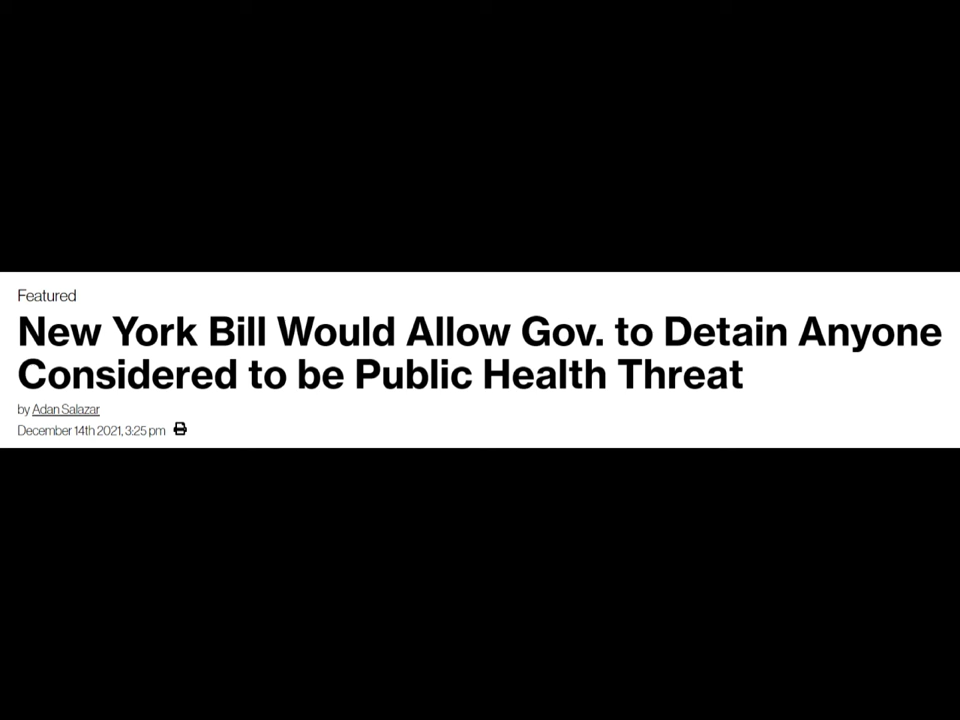 Featured
New York Bill Would Allow Gov. to Detain Anyone
Considered to be Public Health Threat
by Adan Salazar
December 14th 2021, 3:25 pm